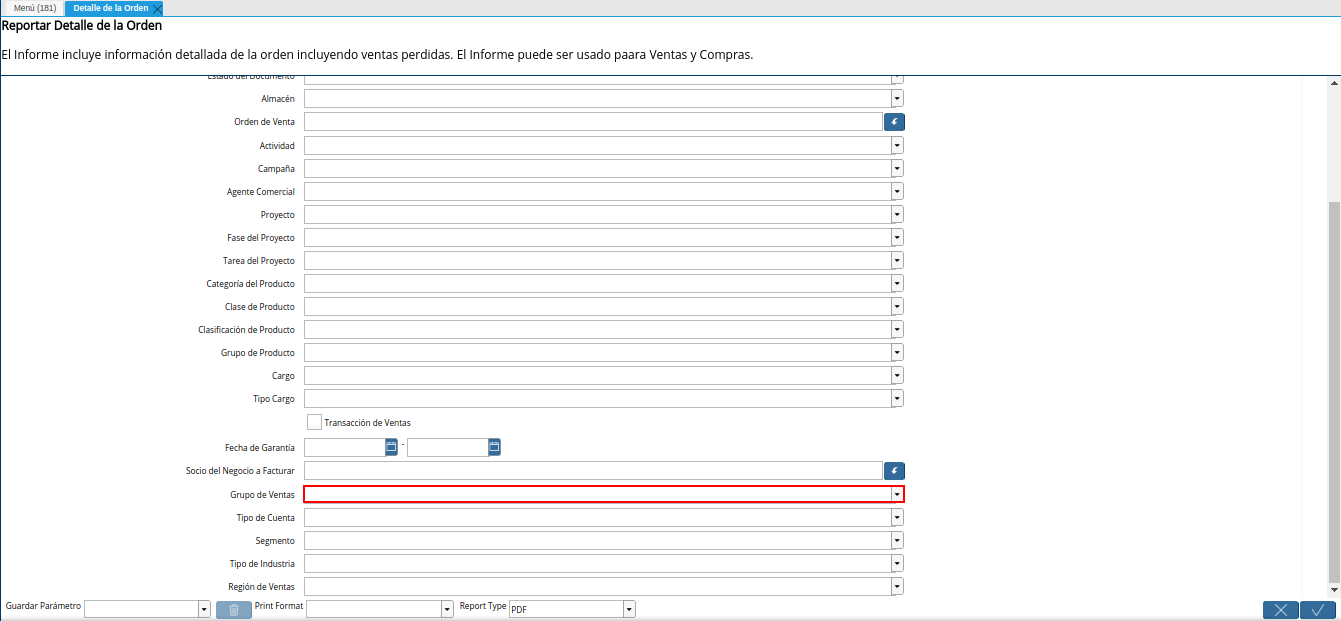 Menú (181) Detalle de la Orden
Reportar Detalle de la Orden
El Informe incluye información detallada de la orden incluyendo ventas perdidas. El Informe puede ser usado paara Ventas y Compras.
Estado del Documento
Almacén
Orden de Venta
Actividad
Campaña
Agente Comercial
Proyecto
Fase del Proyecto
Tarea del Proyecto
Categoría del Producto
Clase de Producto
Clasificación de Producto
Grupo de Producto
Cargo
Tipo Cargo
Transacción de Ventas
Fecha de Garantía -
Socio del Negocio a Facturar
Grupo de Ventas
Tipo de Cuenta
Segmento
Tipo de Industria
Región de Ventas
Guardar Parámetro Print Format Report Type PDF